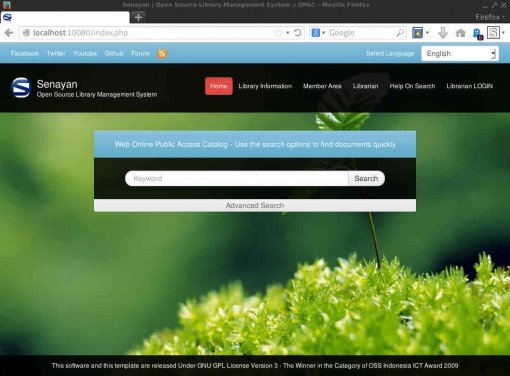 Senayan | Open Source Library Management System :: OPAC - Mozilla Firefox
Senayan | Open Source Library...
Firefox
localhost:10080/index.php
Google
Facebook Twitter Youtube Github Forum
Select Language English
Senayan
Open Source Library Management System
Home Library Information Member Area Librarian Help On Search Librarian LOGIN
Web Online Public Access Catalog - Use the search options to find documents quickly
Keyword Search
Advanced Search
This software and this template are released Under GNU GPL License Version 3 - The Winner in the Category of OSS Indonesia ICT Award 2009